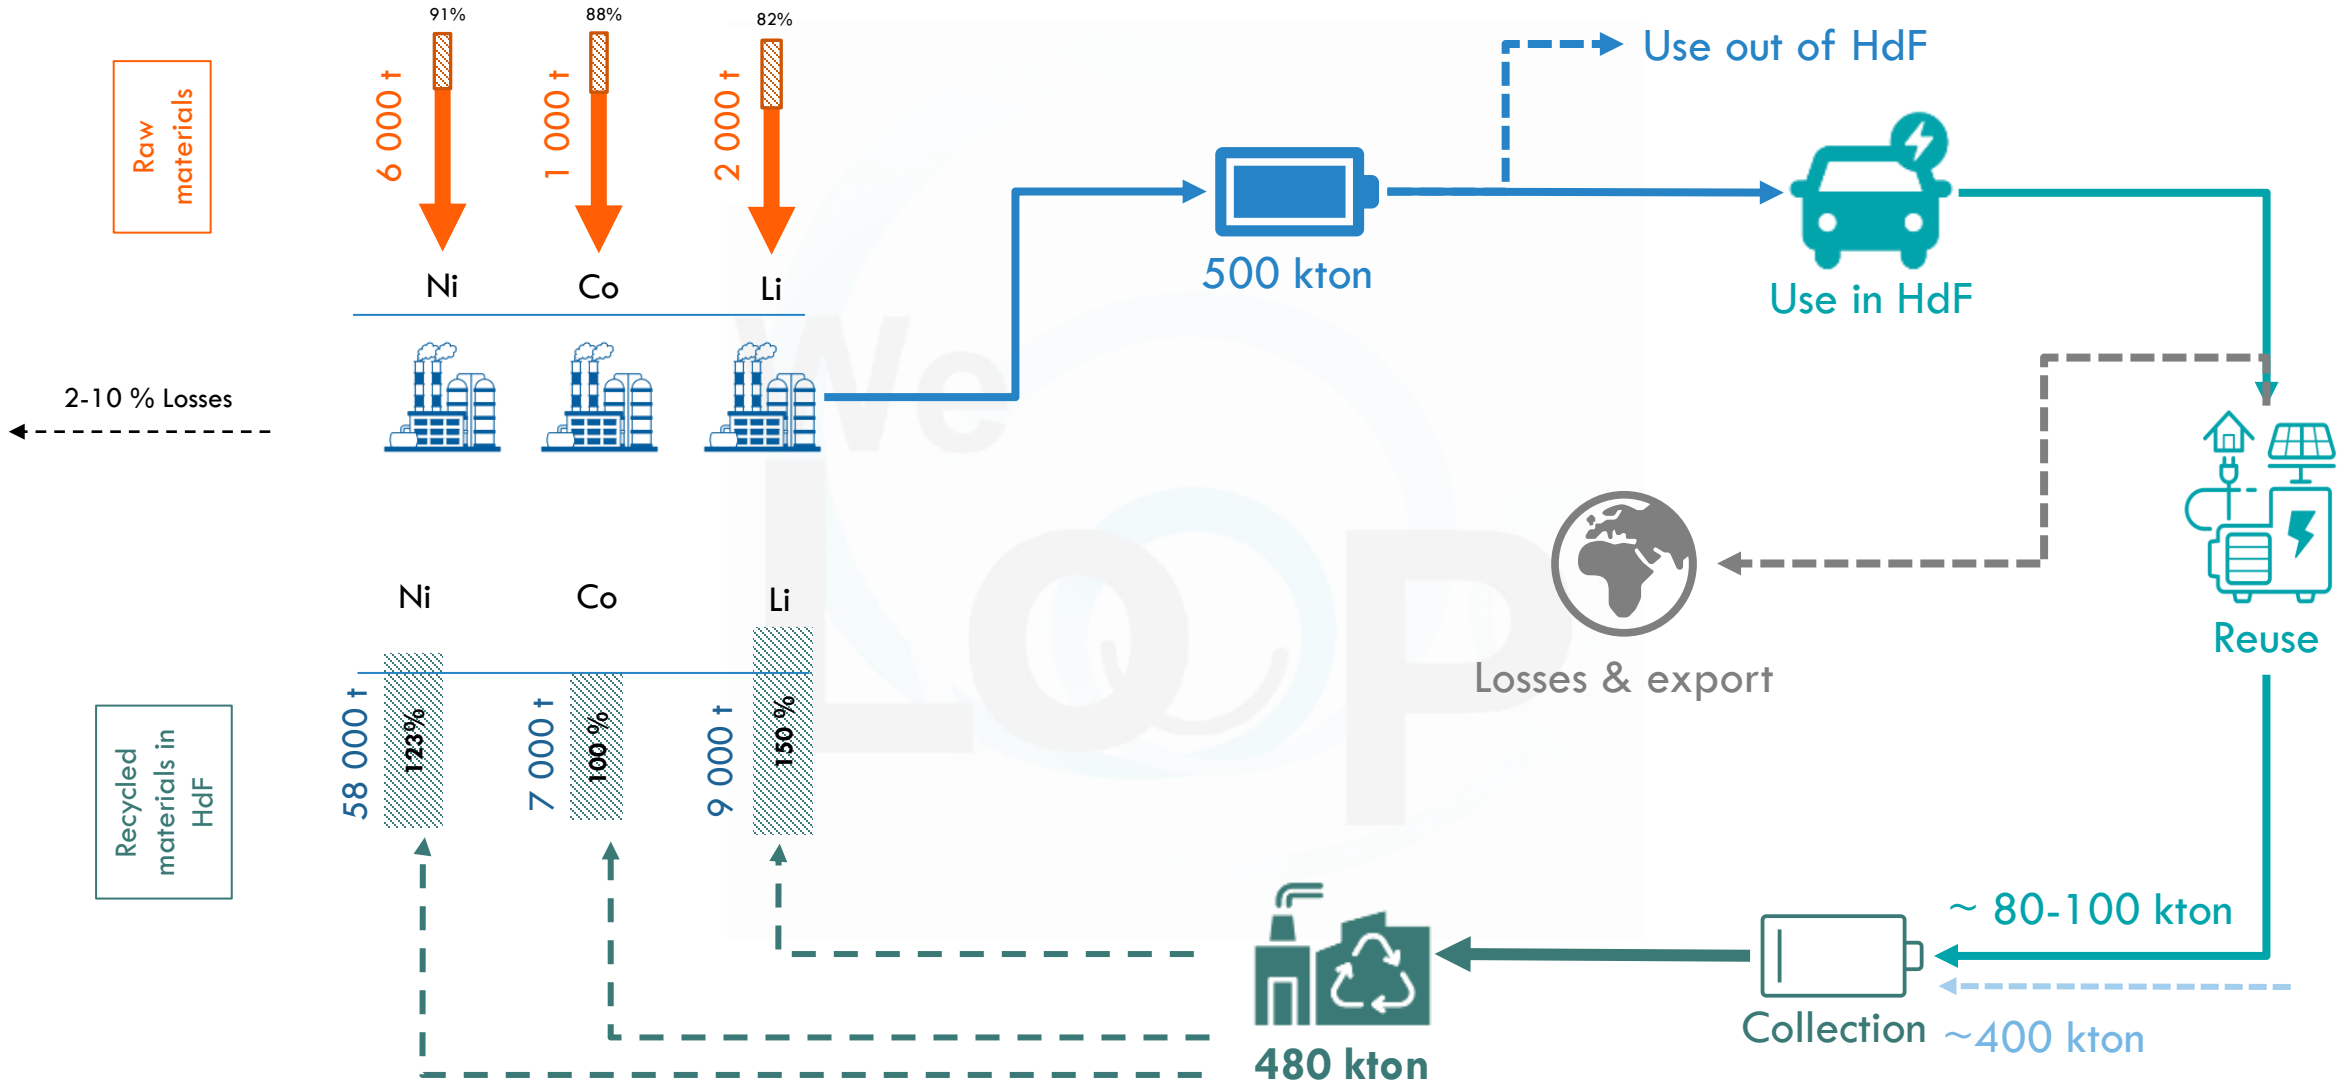 91%
88%
82%
6 000 t
1 000 t
2 000 t
Raw
materials
Ni
Co
Li
Use out of HdF
500 kton
Use in HdF
2-10 % Losses
We
LOOP
Ni
Co
Li
58 000 t
123%
7 000 t
100 %
9 000 t
150 %
Recycled
materials in
HdF
Losses & export
Reuse
~ 80-100 kton
Collection
~400 kton
480 kton